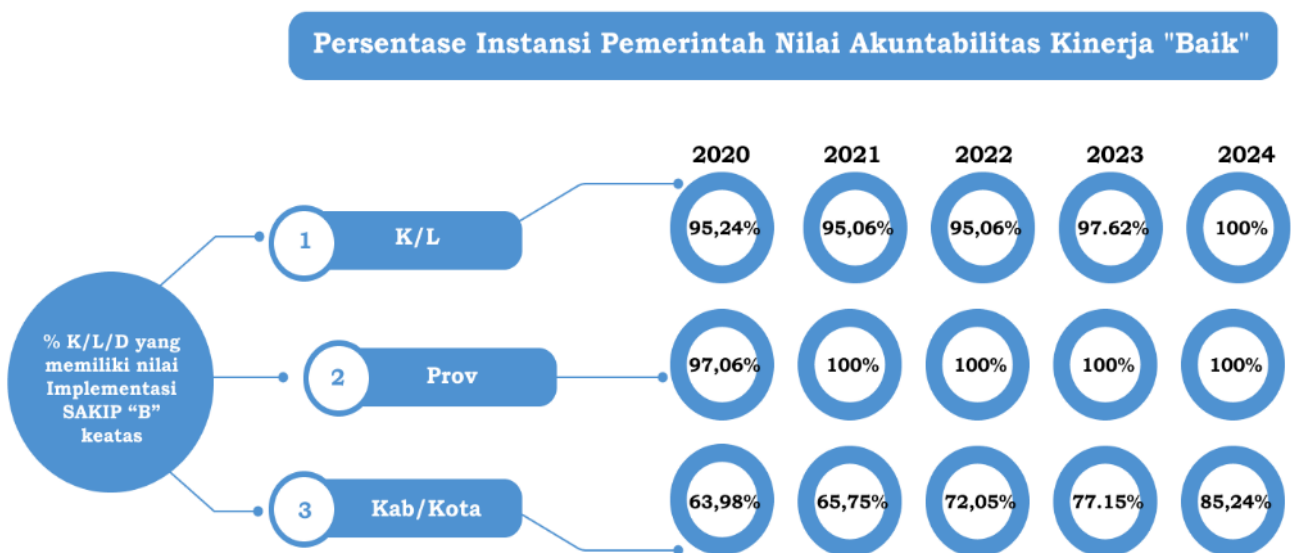 Persentase Instansi Pemerintah Nilai Akuntabilitas Kinerja "Baik"
2020 2021 2022 2023 2024
1 K/L 95,24% 95,06% 95,06% 97.62% 100%
% K/L/D yang
memiliki nilai
Implementasi
SAKIP “B”
keatas
2 Prov 97,06% 100% 100% 100% 100%
3 Kab/Kota 63,98% 65,75% 72,05% 77.15% 85,24%